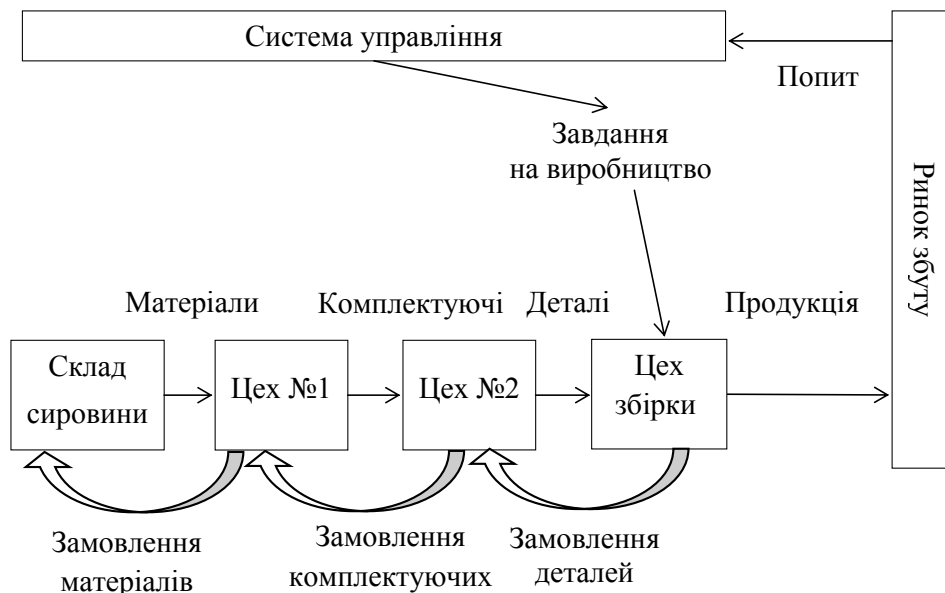 Система управління
Попит
Завдання
на виробництво
Ринок збуту
Матеріали
Комплектуючі
Деталі
Продукція
Склад
сировини
Цех №1
Цех №2
Цех
збірки
Замовлення
матеріалів
Замовлення
комплектуючих
Замовлення
деталей